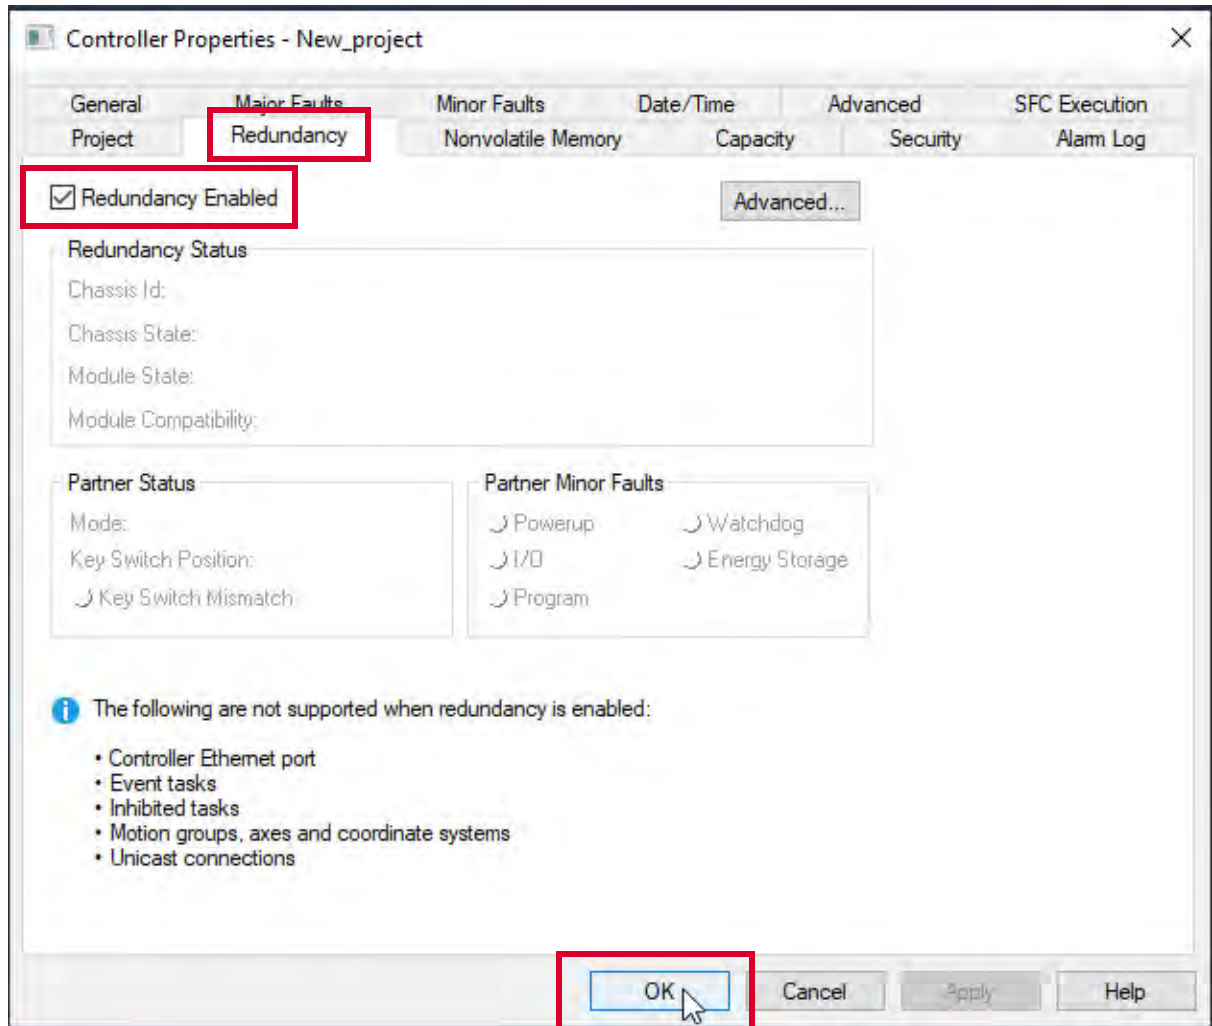 Controller Properties - New_project
General Major Faults Minor Faults Date/Time Advanced SFC Execution
Project Redundancy Nonvolatile Memory Capacity Security Alarm Log
Redundancy Enabled Advanced...
Redundancy Status
Chassis Id:
Chassis State:
Module State:
Module Compatibility:
Partner Status
Mode:
Key Switch Position:
Key Switch Mismatch
Partner Minor Faults
Powerup Watchdog
I/O Energy Storage
Program
The following are not supported when redundancy is enabled:
• Controller Ethernet port
• Event tasks
• Inhibited tasks
• Motion groups, axes and coordinate systems
• Unicast connections
OK Cancel Apply Help